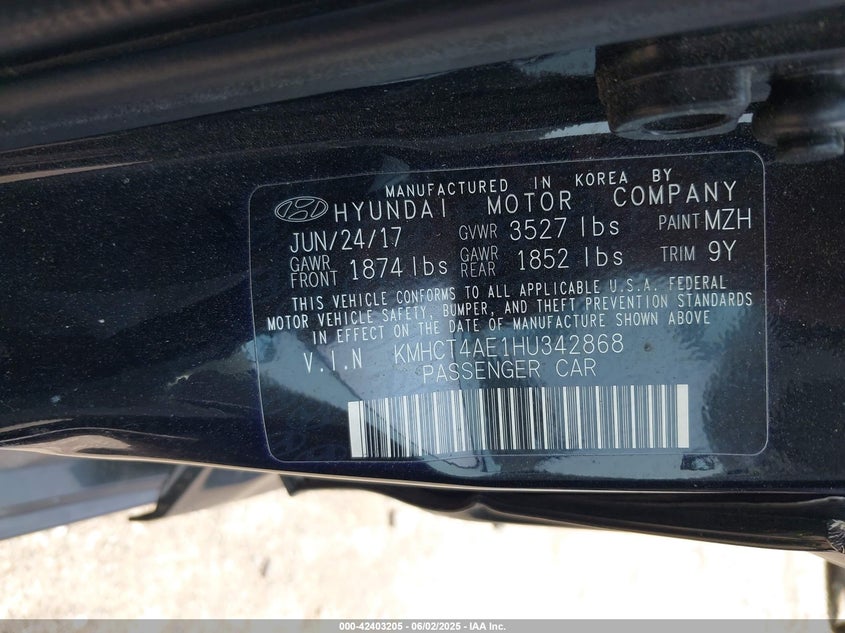 MANUFACTURED IN KOREA BY
HYUNDAI MOTOR COMPANY
JUN/24/17 GVWR 3527 lbs PAINT MZH
GAWR FRONT 1874 lbs GAWR REAR 1852 lbs TRIM 9Y
THIS VEHICLE CONFORMS TO ALL APPLICABLE U.S.A. FEDERAL
MOTOR VEHICLE SAFETY, BUMPER, AND THEFT PREVENTION STANDARDS
IN EFFECT ON THE DATE OF MANUFACTURE SHOWN ABOVE
V.I.N KMHCT4AE1HU342868
PASSENGER CAR
000-42403205 - 06/02/2025 - IAA Inc.